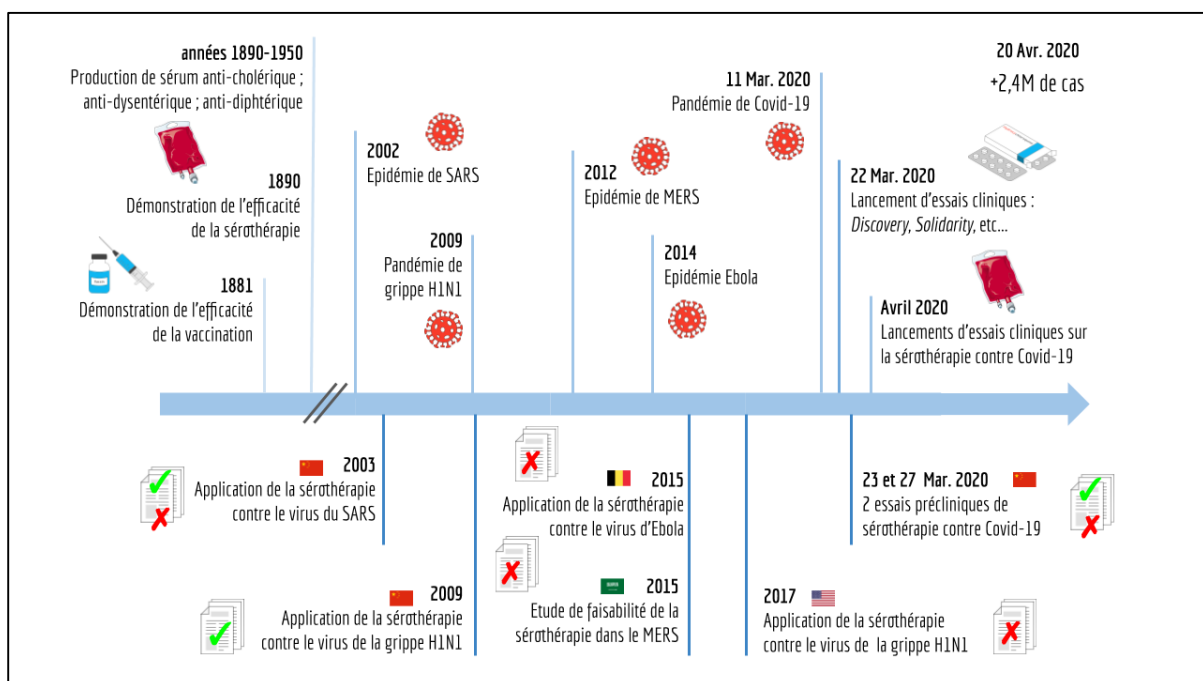 années 1890-1950
Production de sérum anti-cholérique ;
anti-dysentérique ; anti-diphtérique
1890
Démonstration de l'efficacité
de la sérothérapie
1881
Démonstration de l'efficacité
de la vaccination
2002
Epidémie de SARS
2009
Pandémie de
grippe H1N1
2012
Epidémie de MERS
2014
Epidémie Ebola
11 Mar. 2020
Pandémie de Covid-19
20 Avr. 2020
+2,4M de cas
22 Mar. 2020
Lancement d'essais cliniques :
Discovery, Solidarity, etc...
Avril 2020
Lancements d'essais cliniques sur
la sérothérapie contre Covid-19
2003
Application de la sérothérapie
contre le virus du SARS
2009
Application de la sérothérapie
contre le virus de la grippe H1N1
2015
Application de la sérothérapie
contre le virus d'Ebola
2015
Etude de faisabilité de la
sérothérapie dans le MERS
2017
Application de la sérothérapie
contre le virus de la grippe H1N1
23 et 27 Mar. 2020
2 essais précliniques de
sérothérapie contre Covid-19